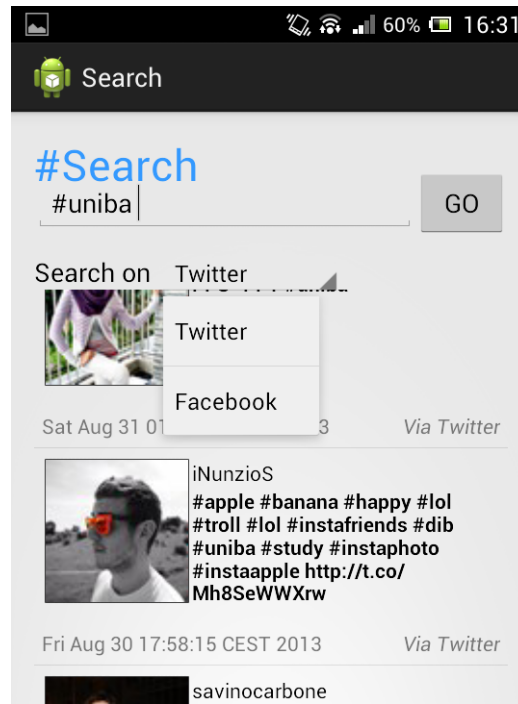 60% 16:31
Search
#Search
#uniba
GO
Search on Twitter
Twitter
Facebook
Sat Aug 31 01
3
Via Twitter
iNunzioS
#apple #banana #happy #lol
#troll #lol #instafriends #dib
#uniba #study #instaphoto
#instaapple http://t.co/
Mh8SeWWXrw
Fri Aug 30 17:58:15 CEST 2013
Via Twitter
savinocarbone